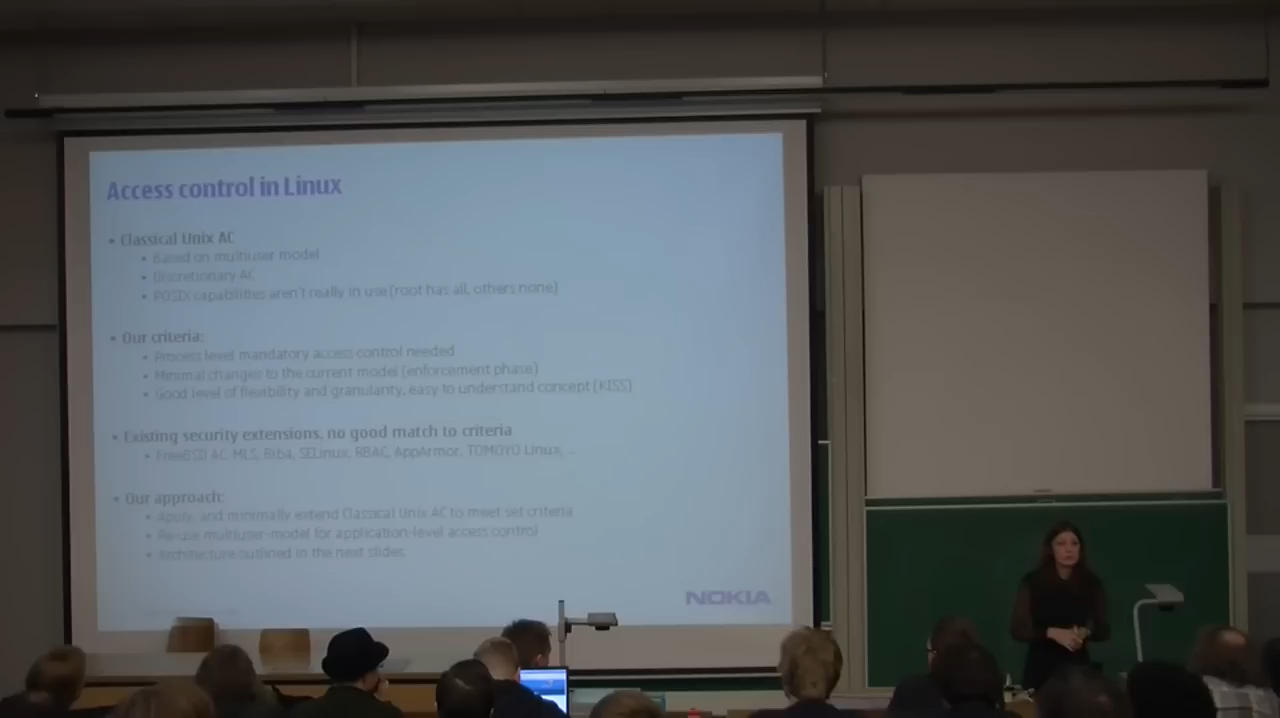 Access control in Linux
• Classical Unix AC
• Based on multiuser model
• Discretionary AC
• POSIX capabilities aren't really in use (root has all, others none)
• Our criteria:
• Process level mandatory access control needed
• Minimal changes to the current model (enforcement phase)
• Good level of flexibility and granularity, easy to understand concept (KISS)
• Existing security extensions, no good match to criteria
• FreeBSD AC, MLS, Biba, SELinux, RBAC, AppArmor, TOMOYO Linux, ...
• Our approach:
• Apply, and minimally extend Classical Unix AC to meet set criteria
• Re-use multiuser-model for application-level access control
• Architecture outlined in the next slides
NOKIA